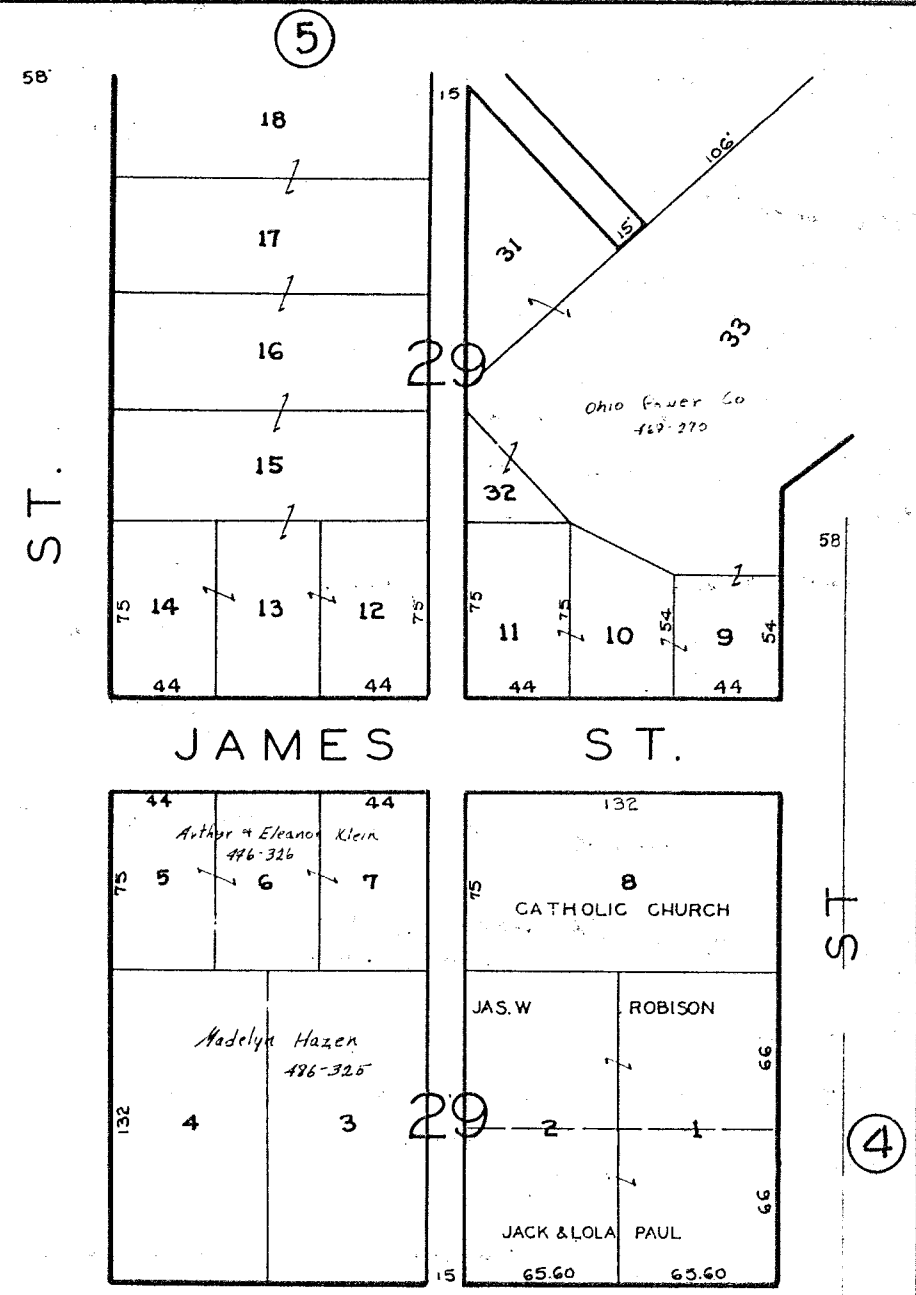 5
58'
15
18
106'
15'
17
31
33
16
29
Ohio Power Co
15
ST.
32
58
75 14 13 12 75
75 11 75 10 54 9 54
44 44 44 44
JAMES ST.
44 44 132
Arthur & Eleanor Klein
446-326
75 5 6 7 75 8
CATHOLIC CHURCH
ST
JAS. W ROBISON
Madelyn Hazen
486-325
66
132 4 3 29 2 1 4
66
JACK & LOLA PAUL
15 65.60 65.60